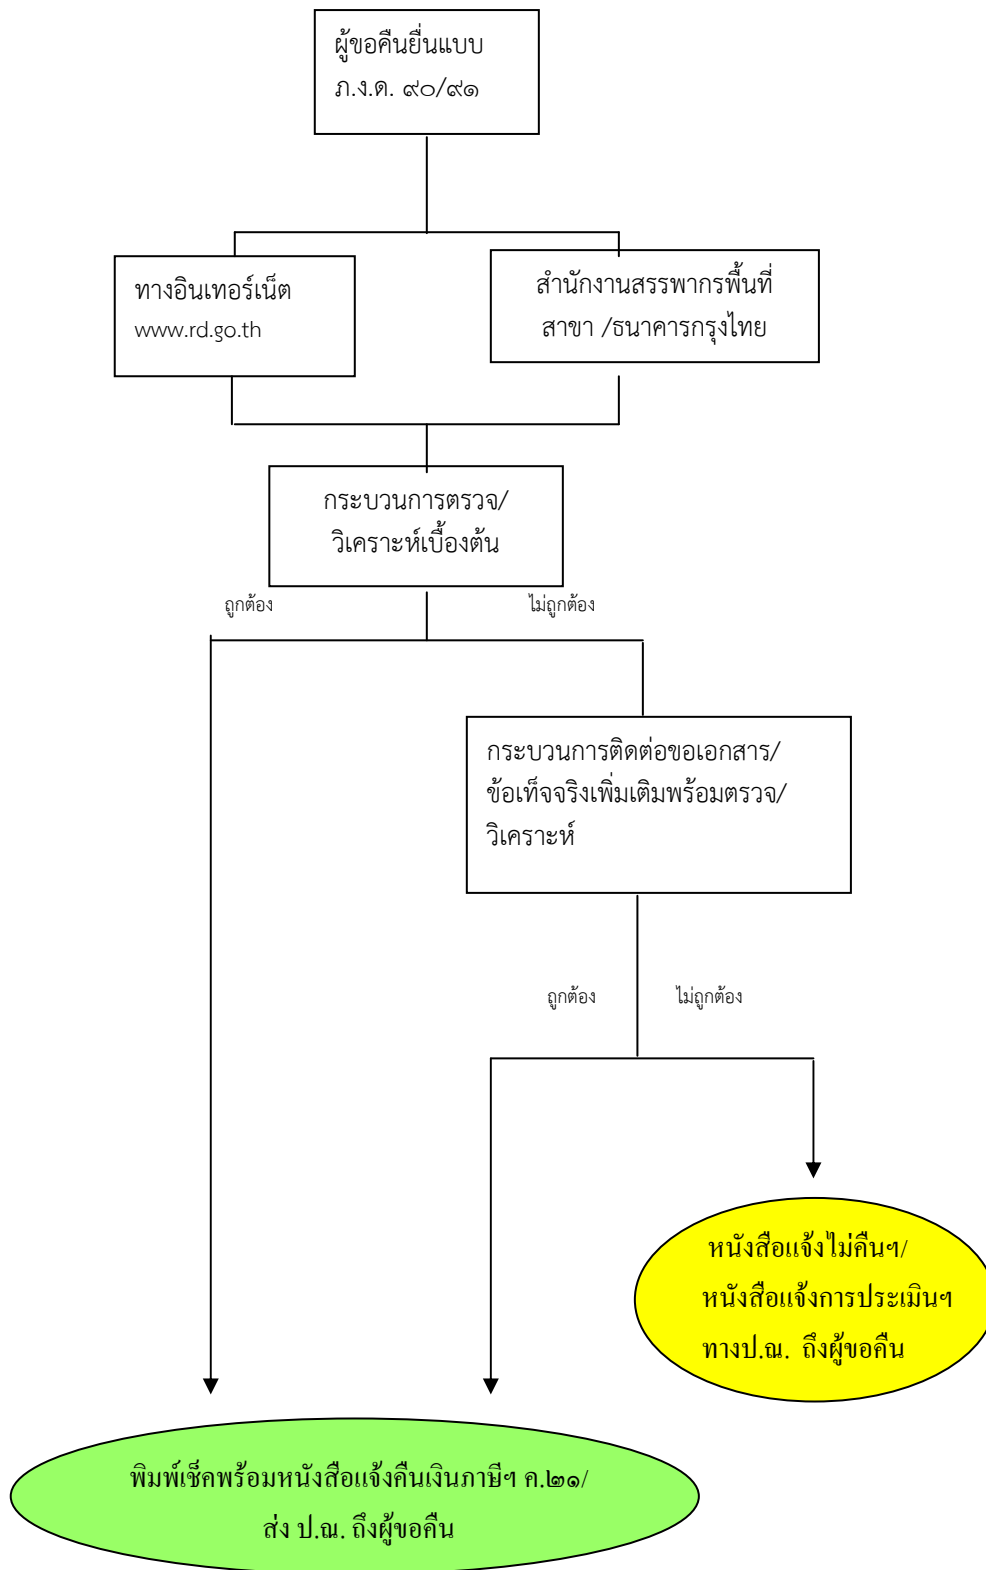 ผู้ขอคืนยื่นแบบ
ภ.ง.ด. ๙๐/๙๑
ทางอินเทอร์เน็ต
www.rd.go.th
สำนักงานสรรพากรพื้นที่
สาขา /ธนาคารกรุงไทย
กระบวนการตรวจ/
วิเคราะห์เบื้องต้น
ถูกต้อง
ไม่ถูกต้อง
กระบวนการติดต่อขอเอกสาร/
ข้อเท็จจริงเพิ่มเติมพร้อมตรวจ/
วิเคราะห์
ถูกต้อง
ไม่ถูกต้อง
หนังสือแจ้งไม่คืนฯ/
หนังสือแจ้งการประเมินฯ
ทางป.ณ. ถึงผู้ขอคืน
พิมพ์เช็คพร้อมหนังสือแจ้งคืนเงินภาษีฯ ค.๒๑/
ส่ง ป.ณ. ถึงผู้ขอคืน